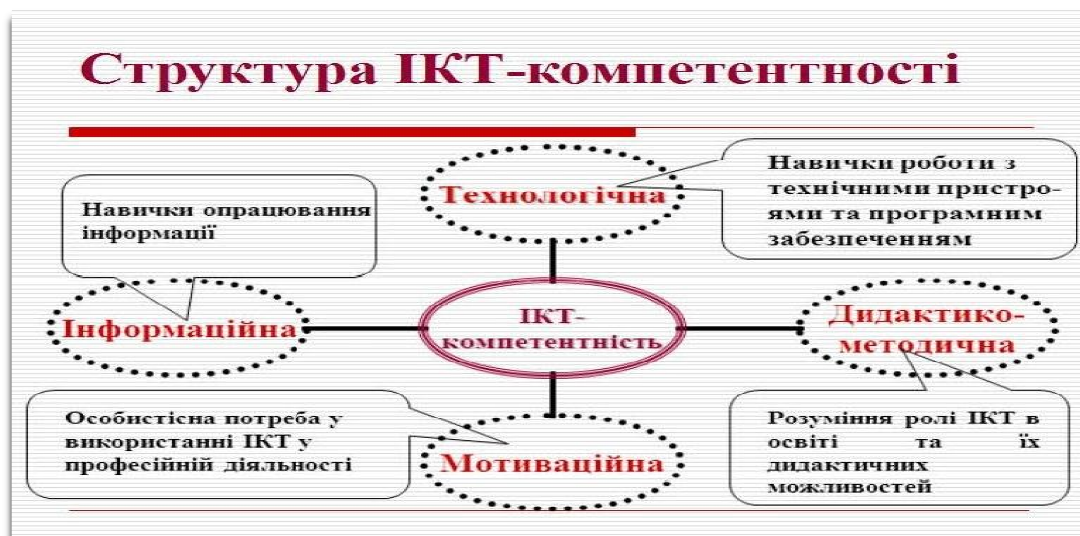 Структура ІКТ-компетентності
Технологічна
Навички роботи з
технічними пристро-
ями та програмним
забезпеченням
Навички опрацювання
інформації
Інформаційна
ІКТ-
компетентність
Дидактико-
методична
Особистісна потреба у
використанні ІКТ у
професійній діяльності
Мотиваційна
Розуміння ролі ІКТ в
освіті та їх
дидактичних
можливостей